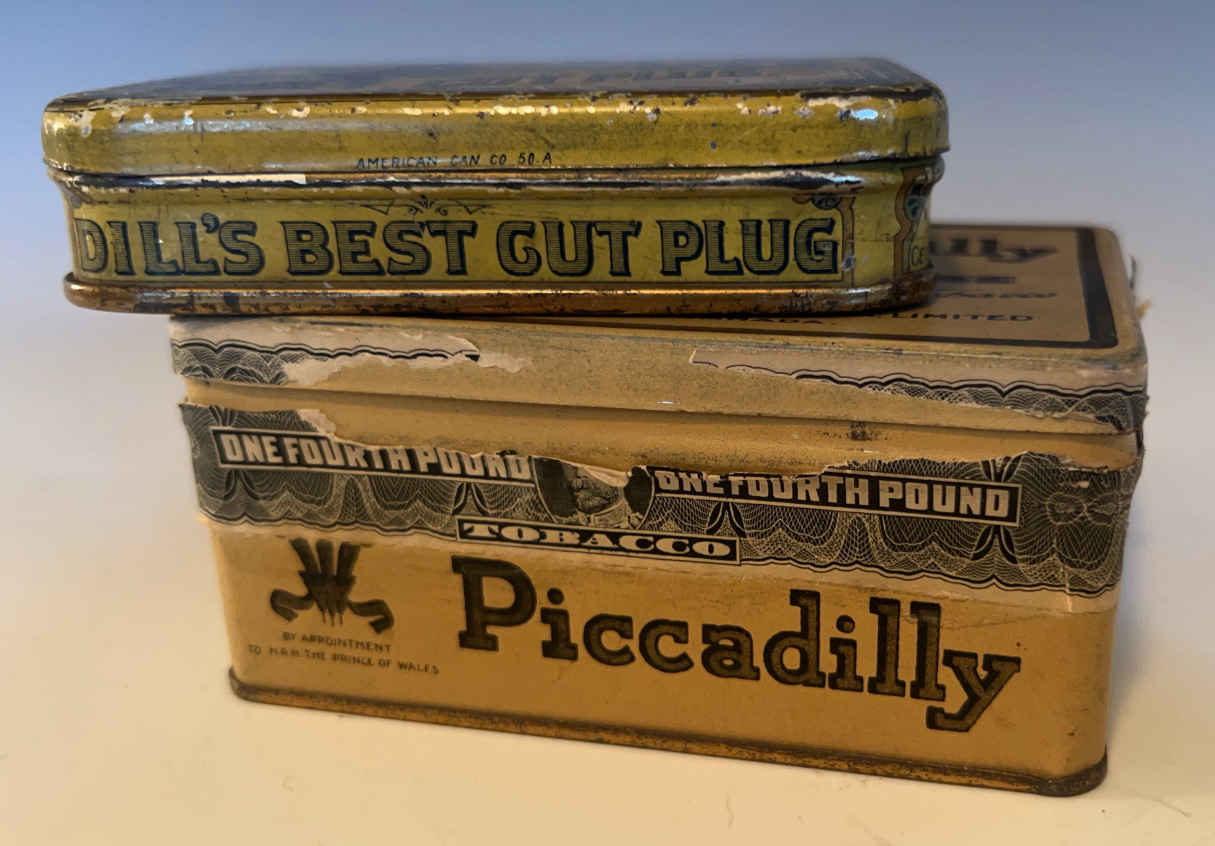 AMERICAN CAN CO 50 A
DILL'S BEST GUT PLUG
LIMITED
ONE FOURTH POUND
ONE FOURTH POUND
TOBACCO
Piccadilly
BY APPOINTMENT
TO H.R.H. THE PRINCE OF WALES